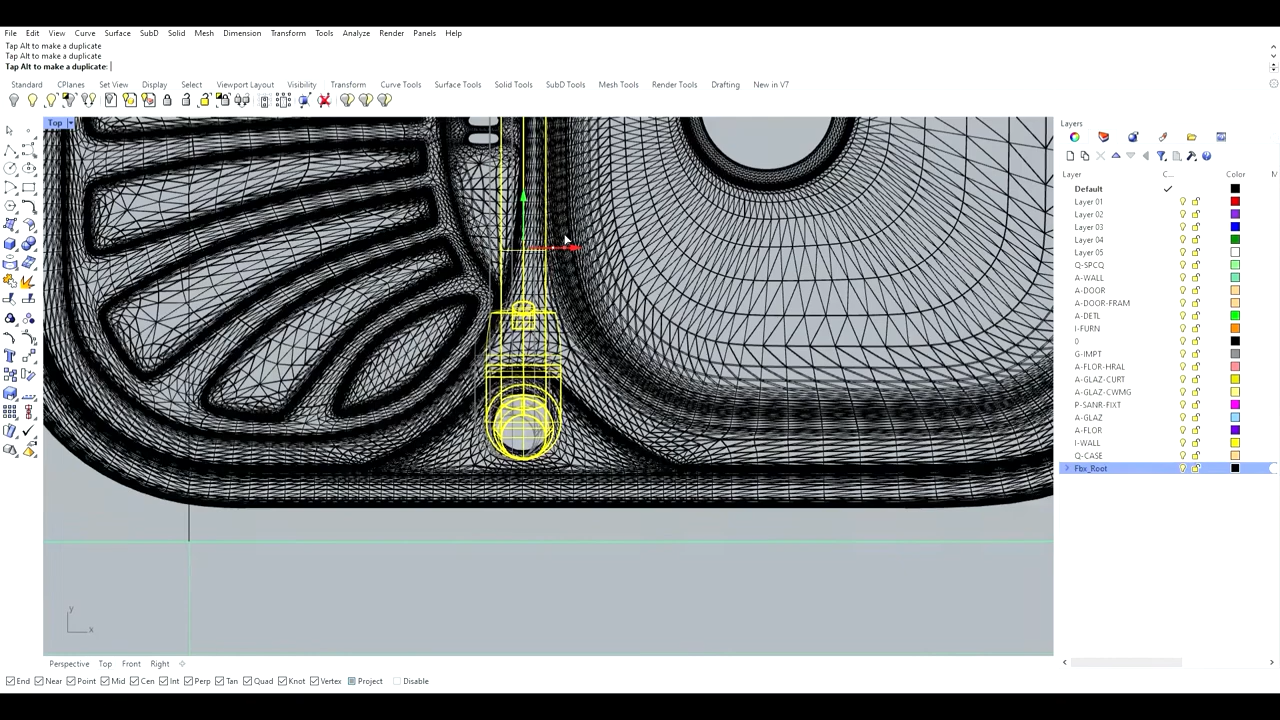 File Edit View Curve Surface SubD Solid Mesh Dimension Transform Tools Analyze Render Panels Help
Tap Alt to make a duplicate
Tap Alt to make a duplicate
Tap Alt to make a duplicate:
Standard CPlanes Set View Display Select Viewport Layout Visibility Transform Curve Tools Surface Tools Solid Tools SubD Tools Mesh Tools Render Tools Drafting New in V7
Top
Layers
Layer C... Color M
Default
Layer 01
Layer 02
Layer 03
Layer 04
Layer 05
Q-SPCQ
A-WALL
A-DOOR
A-DOOR-FRAM
A-DETL
I-FURN
0
G-IMPT
A-FLOR-HRAL
A-GLAZ-CURT
A-GLAZ-CWMG
P-SANR-FIXT
A-GLAZ
A-FLOR
I-WALL
Q-CASE
Fbx_Root
y
x
Perspective Top Front Right
End Near Point Mid Cen Int Perp Tan Quad Knot Vertex Project Disable